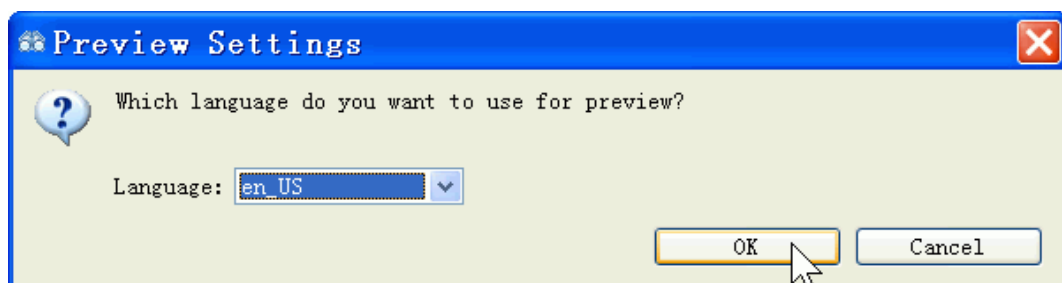 Preview Settings
Which language do you want to use for preview?
Language: en_US
OK Cancel